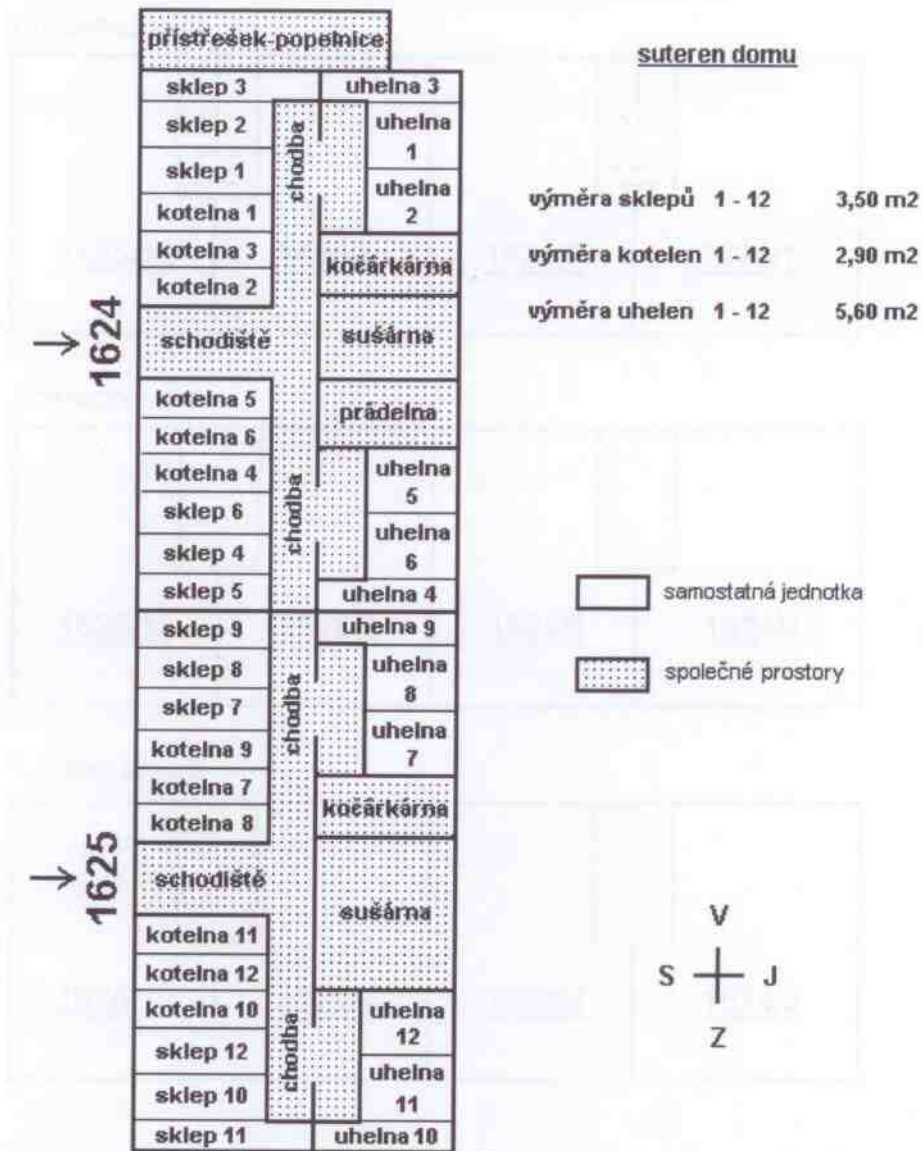 přístřešek-popelnice
suteren domu
sklep 3
uhelna 3
sklep 2
chodba
uhelna
1
sklep 1
uhelna
2
kotelna 1
kotelna 3
kočárkárna
kotelna 2
výměra sklepů 1 - 12 3,50 m2
výměra kotelen 1 - 12 2,90 m2
výměra uhelen 1 - 12 5,60 m2
1624
schodiště
sušárna
kotelna 5
prádelna
kotelna 6
kotelna 4
chodba
uhelna
5
sklep 6
uhelna
6
sklep 4
sklep 5
uhelna 4
samostatná jednotka
společné prostory
sklep 9
uhelna 9
sklep 8
chodba
uhelna
8
sklep 7
uhelna
7
kotelna 9
kotelna 7
kočárkárna
kotelna 8
1625
schodiště
sušárna
kotelna 11
kotelna 12
kotelna 10
chodba
uhelna
12
sklep 12
uhelna
11
sklep 10
sklep 11
uhelna 10
V
S J
Z